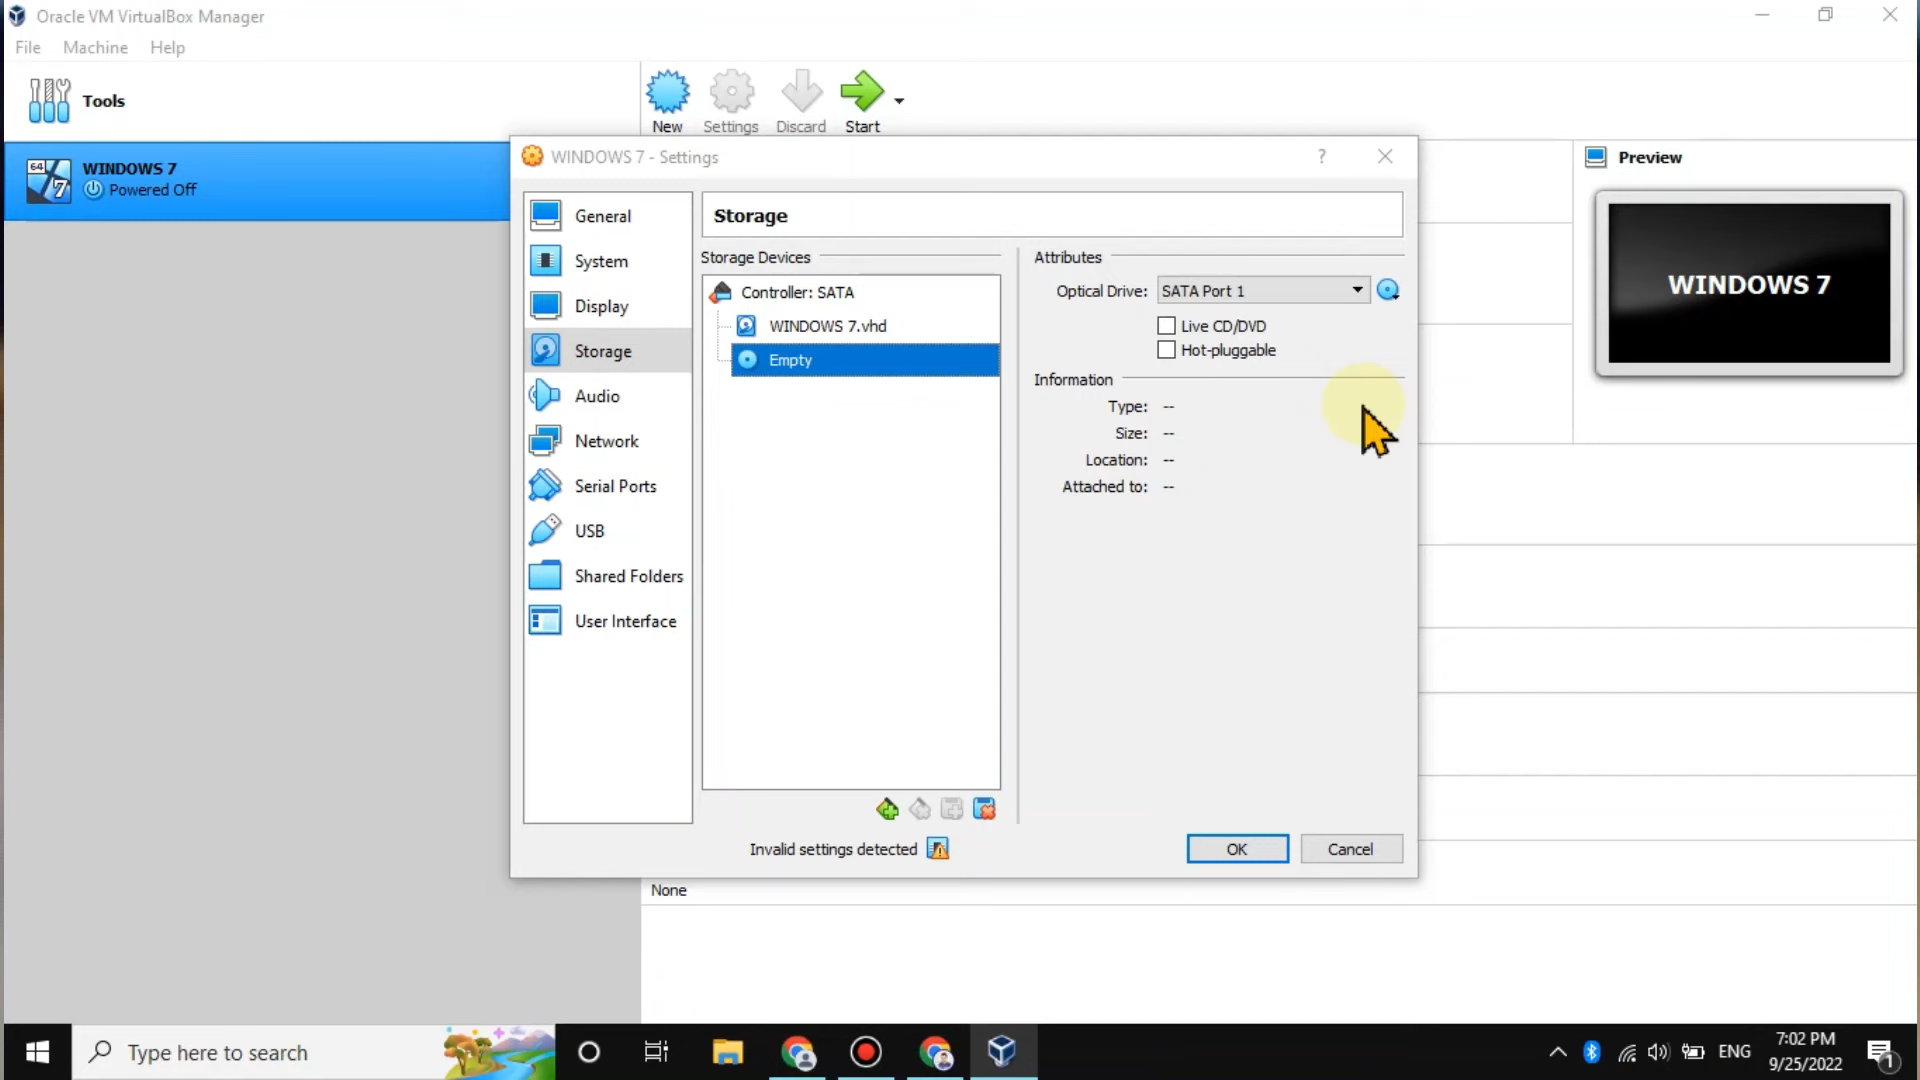 Oracle VM VirtualBox Manager
File Machine Help
Tools
New Settings Discard Start
64
7
WINDOWS 7
Powered Off
WINDOWS 7 - Settings
?
Preview
WINDOWS 7
General
System
Display
Storage
Audio
Network
Serial Ports
USB
Shared Folders
User Interface
Storage
Storage Devices
Controller: SATA
WINDOWS 7.vhd
Empty
Attributes
Optical Drive: SATA Port 1
Live CD/DVD
Hot-pluggable
Information
Type: --
Size: --
Location: --
Attached to: --
Invalid settings detected
OK
Cancel
None
Type here to search
ENG
7:02 PM
9/25/2022
1